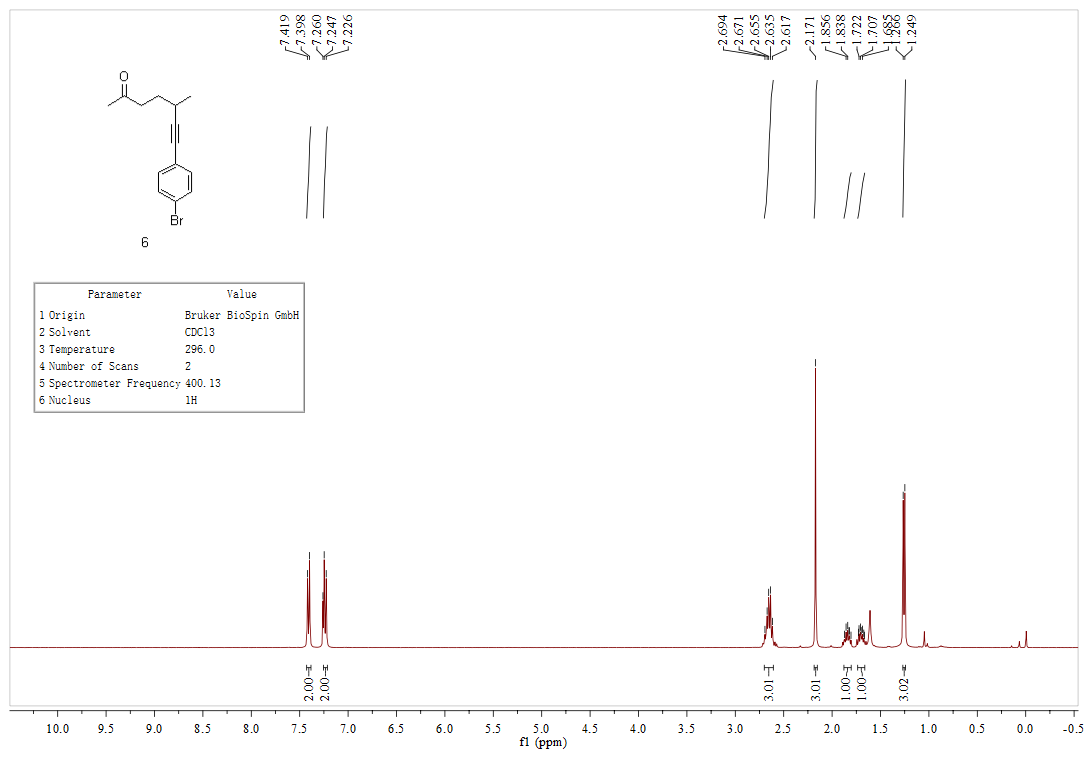 7.419
7.398
7.260
7.247
7.226
2.694
2.671
2.655
2.635
2.617
2.171
1.856
1.838
1.722
1.707
1.685
1.266
1.249
O
Br
6
Parameter Value
1 Origin Bruker BioSpin GmbH
2 Solvent CDCl3
3 Temperature 296.0
4 Number of Scans 2
5 Spectrometer Frequency 400.13
6 Nucleus 1H
2.00
2.00
3.01
3.01
1.00
1.00
3.02
10.0 9.5 9.0 8.5 8.0 7.5 7.0 6.5 6.0 5.5 5.0 4.5 4.0 3.5 3.0 2.5 2.0 1.5 1.0 0.5 0.0 -0.5
f1 (ppm)